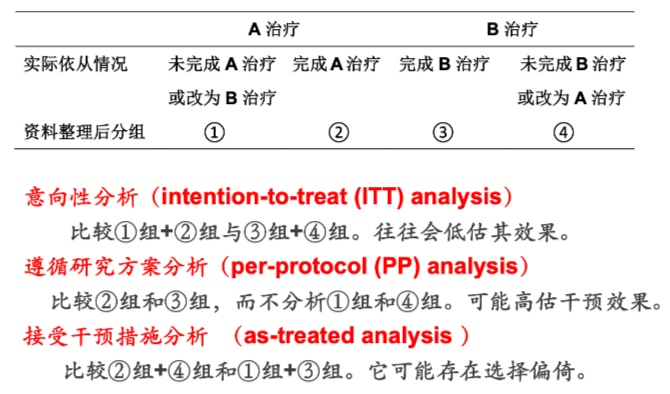 A 治疗 B 治疗
实际依从情况 未完成 A 治疗 完成 A 治疗 完成 B 治疗 未完成 B 治疗
或改为 B 治疗 或改为 A 治疗
资料整理后分组 ① ② ③ ④
意向性分析（intention-to-treat (ITT) analysis）
比较①组+②组与③组+④组。往往会低估其效果。
遵循研究方案分析（per-protocol (PP) analysis）
比较②组和③组，而不分析①组和④组。可能高估干预效果。
接受干预措施分析 （as-treated analysis ）
比较②组+④组和①组+③组。它可能存在选择偏倚。